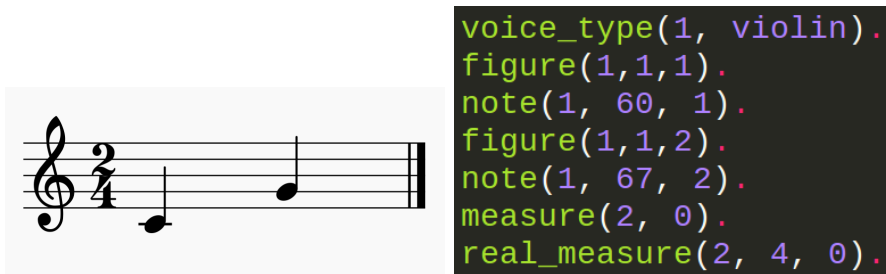 2
4
voice_type(1, violin).
figure(1,1,1).
note(1, 60, 1).
figure(1,1,2).
note(1, 67, 2).
measure(2, 0).
real_measure(2, 4, 0).